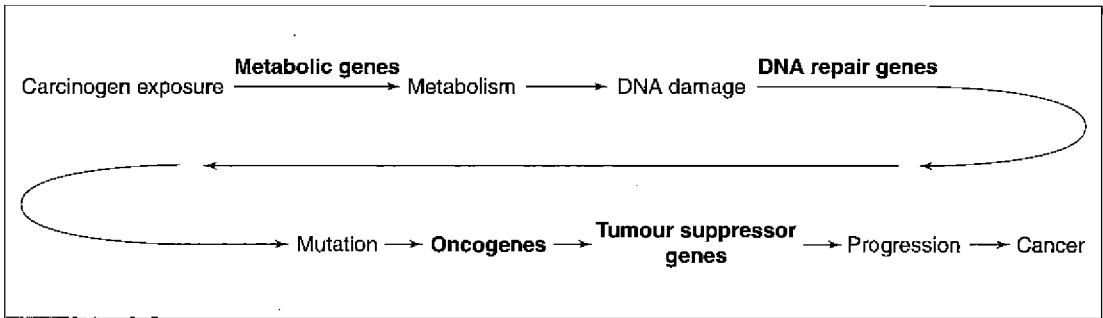 Metabolic genes DNA repair genes
Carcinogen exposure Metabolism DNA damage
Mutation Oncogenes Tumour suppressor genes Progression Cancer